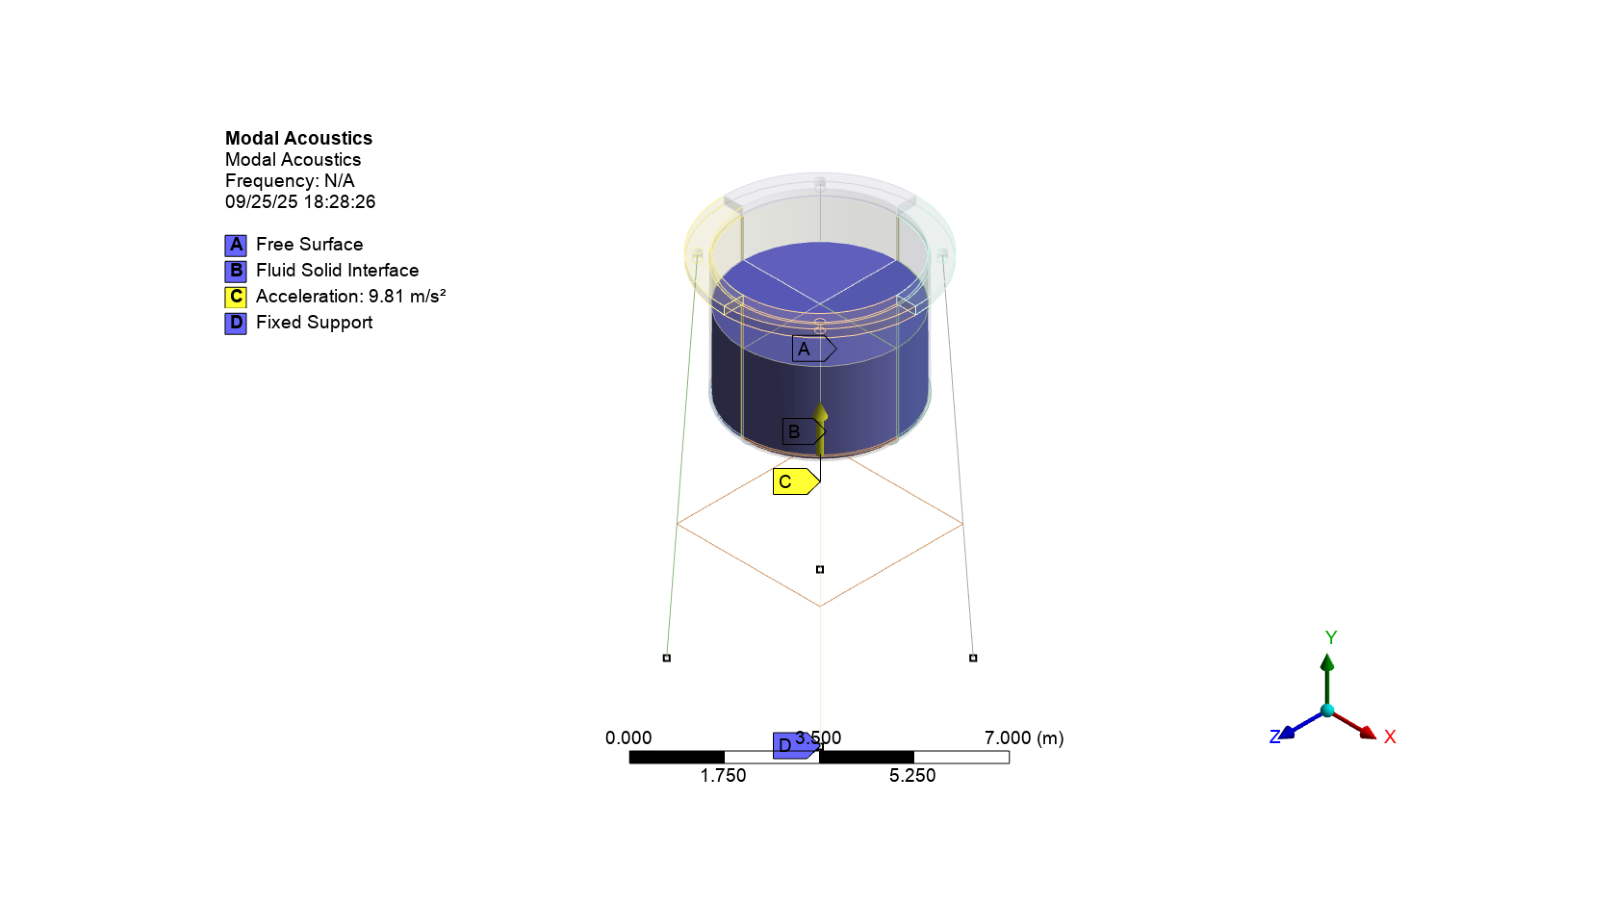 Modal Acoustics
Modal Acoustics
Frequency: N/A
09/25/25 18:28:26
A Free Surface
B Fluid Solid Interface
C Acceleration: 9.81 m/s²
D Fixed Support
A
B
C
D
0.000 3.500 7.000 (m)
1.750 5.250
Y
Z X